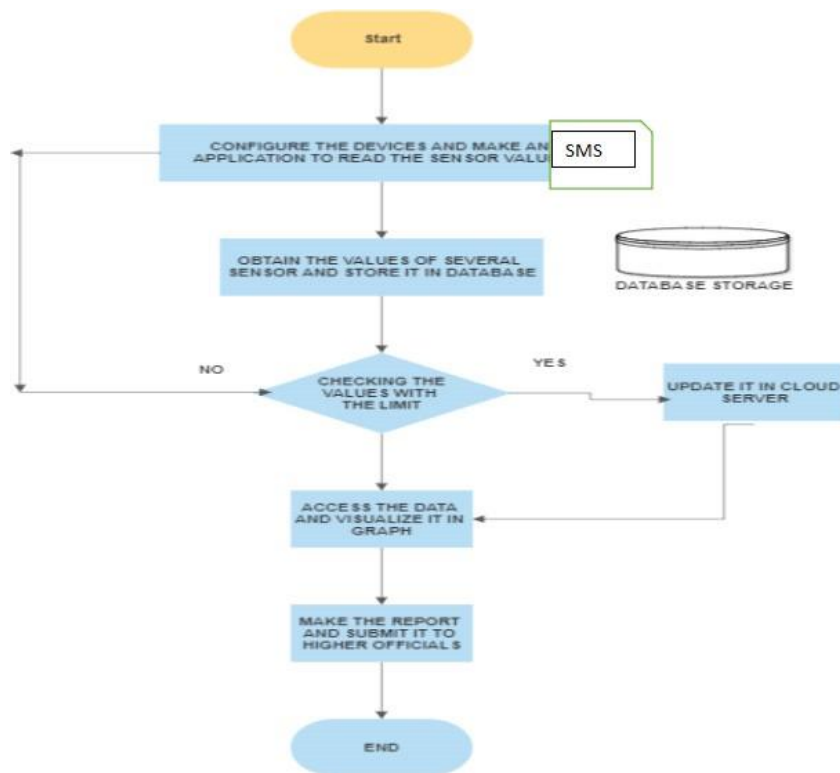 Start
CONFIGURE THE DEVICES AND MAKE AN
APPLICATION TO READ THE SENSOR VALU
SMS
OBTAIN THE VALUES OF SEVERAL
SENSOR AND STORE IT IN DATABASE
DATABASE STORAGE
NO
CHECKING THE
VALUES WITH
THE LIMIT
YES
UPDATE IT IN CLOUD
SERVER
ACCESS THE DATA
AND VISUALIZE IT IN
GRAPH
MAKE THE REPORT
AND SUBMIT IT TO
HIGHER OFFICIALS
END